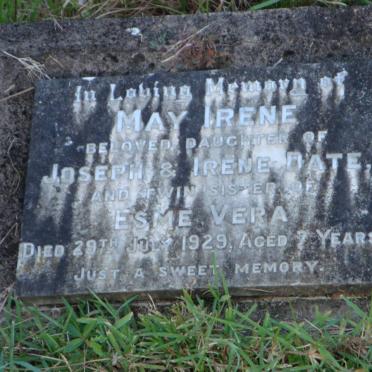 In Loving Memory of
MAY IRENE
BELOVED DAUGHTER OF
JOSEPH & IRENE DATE,
AND TWIN SISTER OF
ESME VERA
DIED 29TH JULY 1929, AGED 7 YEARS
JUST A SWEET MEMORY.